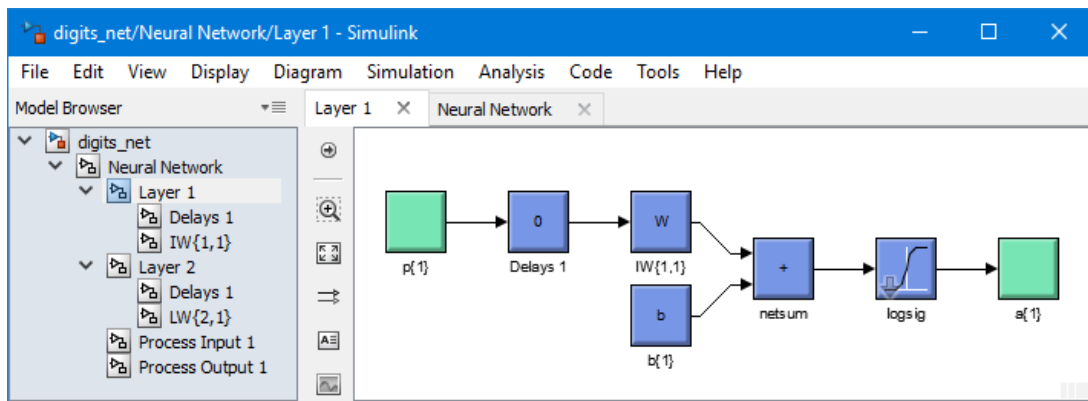 digits_net/Neural Network/Layer 1 - Simulink
File Edit View Display Diagram Simulation Analysis Code Tools Help
Model Browser
Layer 1
Neural Network
digits_net
Neural Network
Layer 1
Delays 1
IW{1,1}
Layer 2
Delays 1
LW{2,1}
Process Input 1
Process Output 1
A
p{1}
0
Delays 1
W
IW{1,1}
b
b{1}
+
netsum
logsig
a{1}